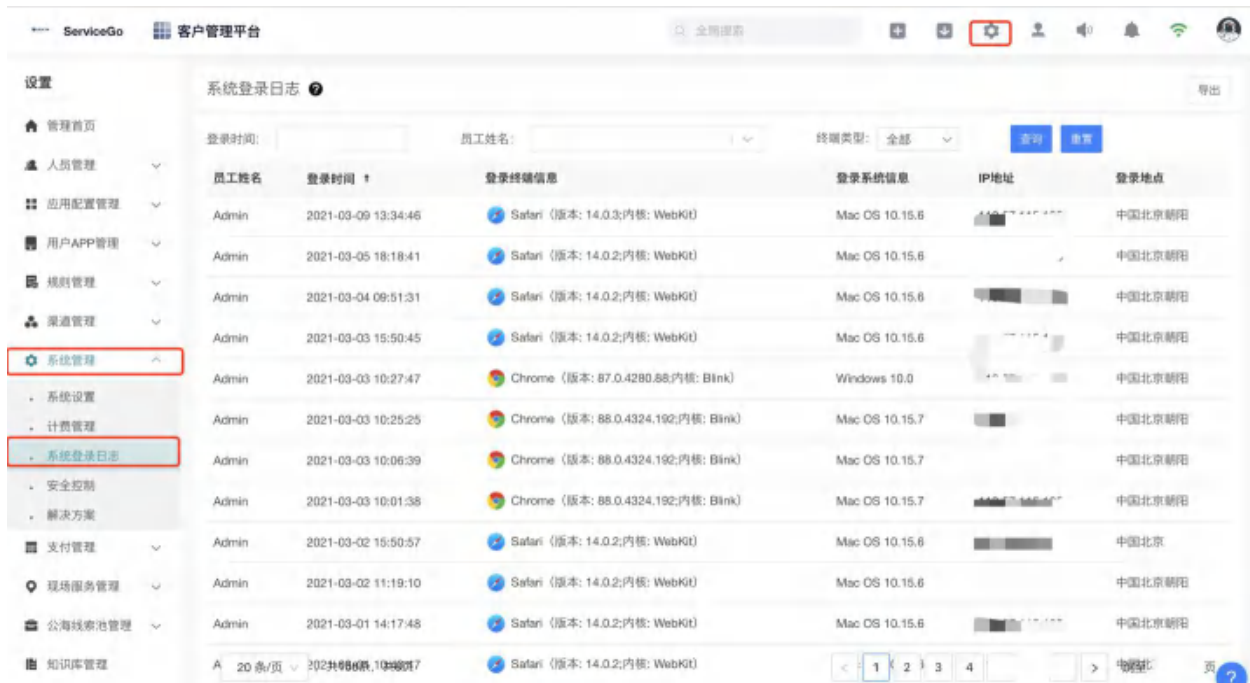 ServiceGo 客户管理平台 全局搜索
设置
系统登录日志 导出
管理首页
登录时间: 员工姓名: 终端类型: 全部 查询 重置
人员管理
员工姓名 登录时间 登录终端信息 登录系统信息 IP地址 登录地点
应用配置管理
Admin 2021-03-09 13:34:46 Safari（版本: 14.0.3;内核: WebKit） Mac OS 10.15.6 中国北京朝阳
用户APP管理
Admin 2021-03-05 18:18:41 Safari（版本: 14.0.2;内核: WebKit） Mac OS 10.15.6 中国北京朝阳
规则管理
Admin 2021-03-04 09:51:31 Safari（版本: 14.0.2;内核: WebKit） Mac OS 10.15.6 中国北京朝阳
渠道管理
Admin 2021-03-03 15:50:45 Safari（版本: 14.0.2;内核: WebKit） Mac OS 10.15.6 中国北京朝阳
系统管理
Admin 2021-03-03 10:27:47 Chrome（版本: 87.0.4280.88;内核: Blink） Windows 10.0 中国北京朝阳
系统设置
Admin 2021-03-03 10:25:25 Chrome（版本: 88.0.4324.192;内核: Blink） Mac OS 10.15.7 中国北京朝阳
计费管理
系统登录日志
Admin 2021-03-03 10:06:39 Chrome（版本: 88.0.4324.192;内核: Blink） Mac OS 10.15.7 中国北京朝阳
安全控制
Admin 2021-03-03 10:01:38 Chrome（版本: 88.0.4324.192;内核: Blink） Mac OS 10.15.7 中国北京朝阳
解决方案
Admin 2021-03-02 15:50:57 Safari（版本: 14.0.2;内核: WebKit） Mac OS 10.15.6 中国北京
支付管理
Admin 2021-03-02 11:19:10 Safari（版本: 14.0.2;内核: WebKit） Mac OS 10.15.6 中国北京朝阳
现场服务管理
Admin 2021-03-01 14:17:48 Safari（版本: 14.0.2;内核: WebKit） Mac OS 10.15.6 中国北京朝阳
公海线索池管理
知识库管理
20 条/页 Safari（版本: 14.0.2;内核: WebKit） < 1 2 3 4 > 页 ?